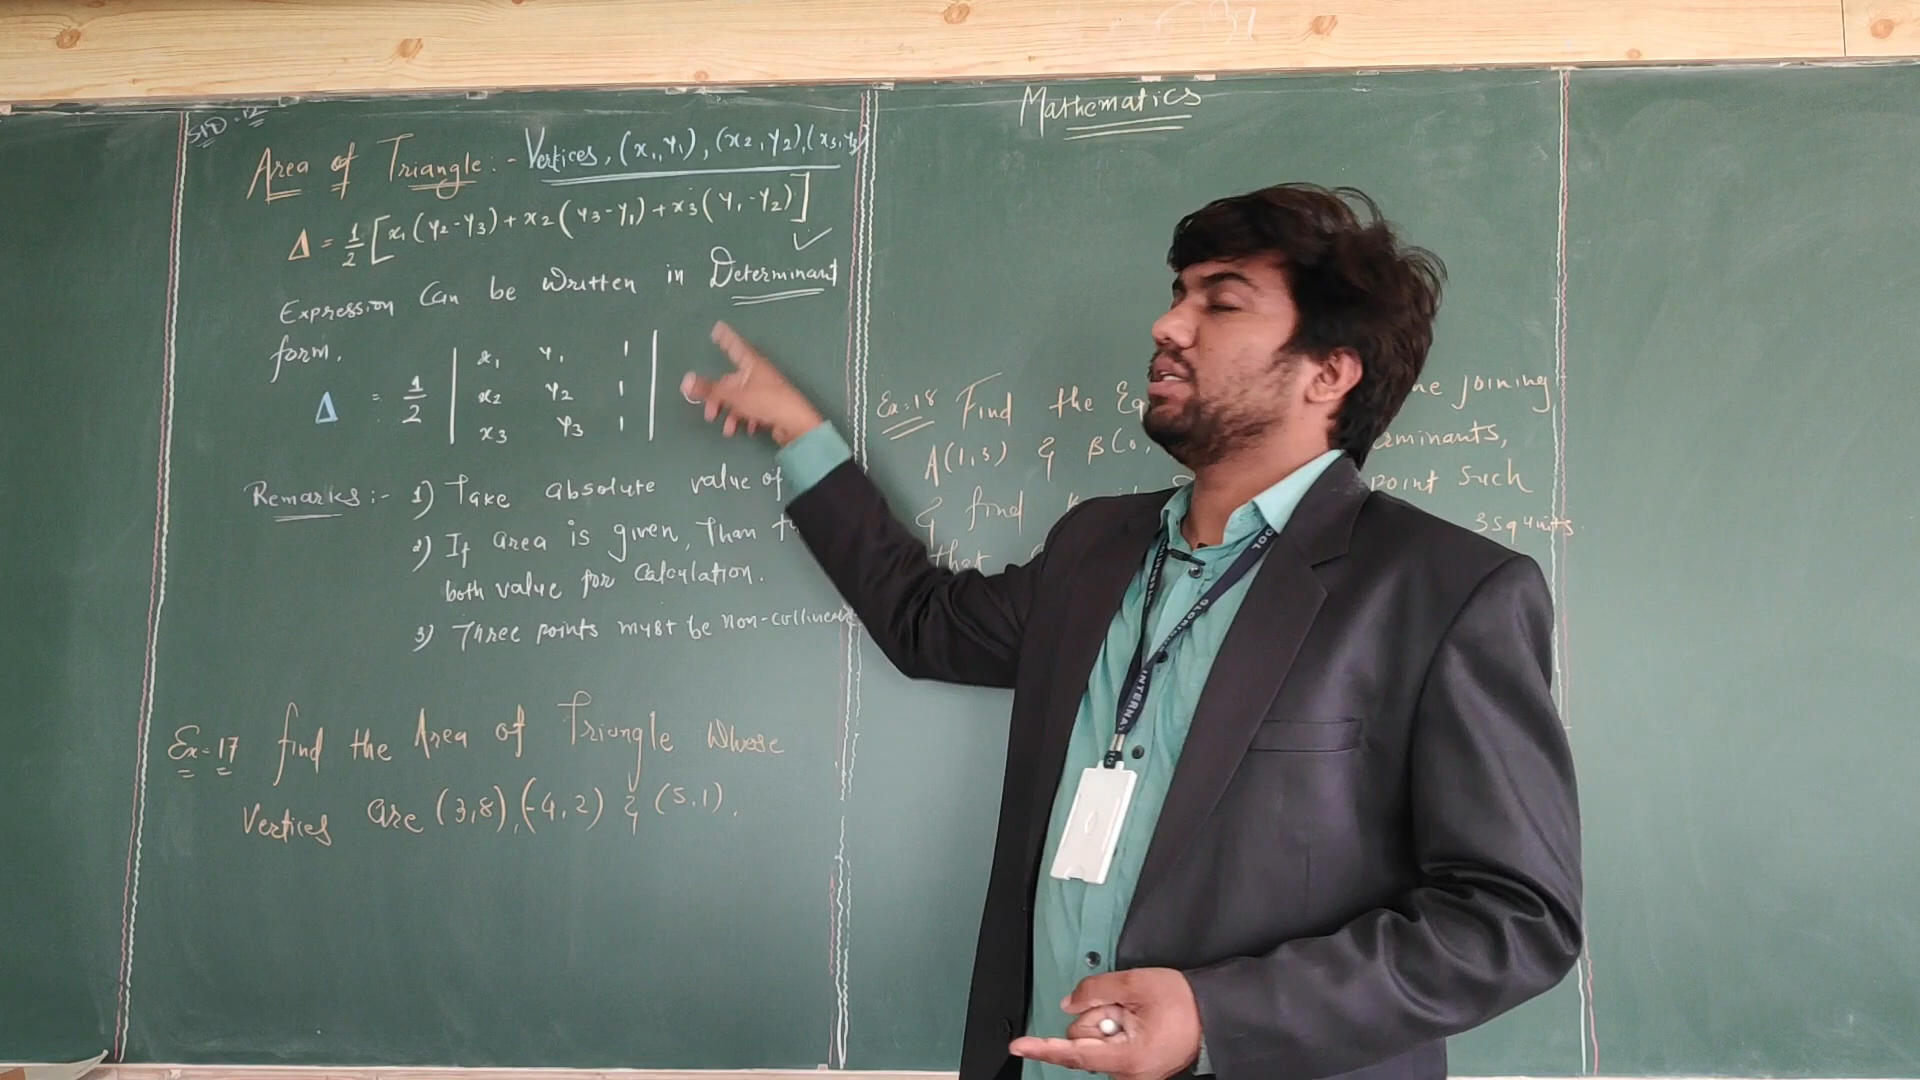 STD-12
Area of Triangle:- Vertices, (x1, y1), (x2, y2), (x3, y3)
Δ = 1/2 [x1 (y2-y3) + x2 (y3-y1) + x3 (y1-y2)] ✓
Expression Can be Written in Determinant
form.
Δ = 1/2 | x1 y1 1 |
| x2 y2 1 |
| x3 y3 1 |
Remarks:- 1) Take absolute value of
2) If area is given, Than
both value for Calculation.
3) Three points must be non-collinear
Ex-17 find the Area of Triangle Whose
Vertices are (3,8), (-4,2) & (5,1).
Mathematics
Ex:18 Find the joining
A(1,3) & B(0,
& find point Such
that 3 sq units.
INTERNA